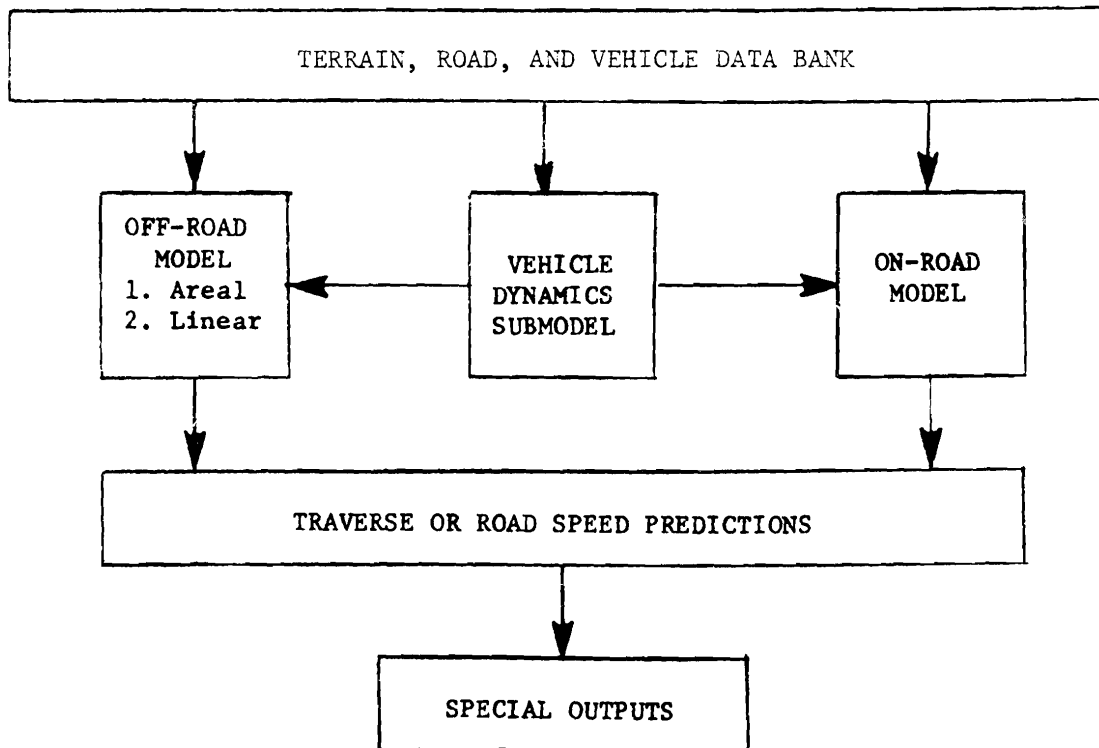 TERRAIN, ROAD, AND VEHICLE DATA BANK
OFF-ROAD
MODEL
1. Areal
2. Linear
VEHICLE
DYNAMICS
SUBMODEL
ON-ROAD
MODEL
TRAVERSE OR ROAD SPEED PREDICTIONS
SPECIAL OUTPUTS